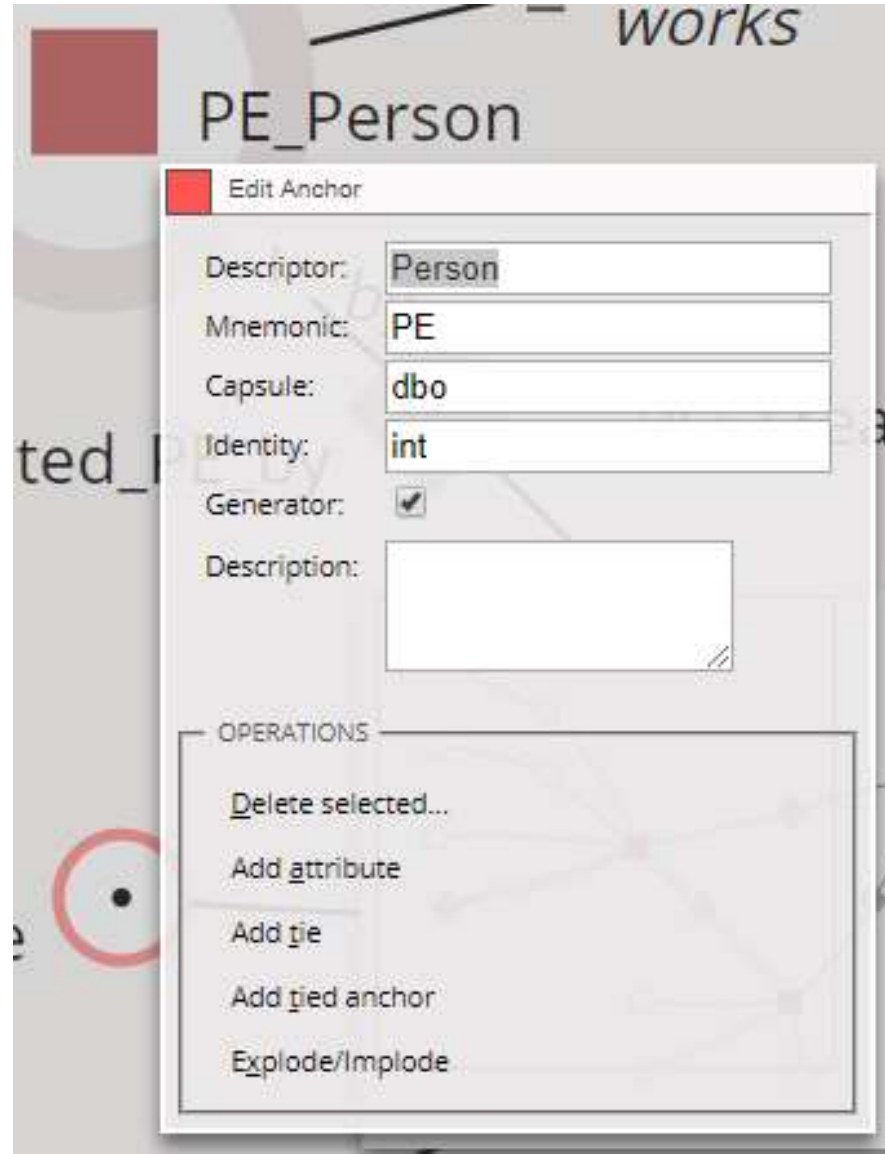 works
PE_Person
Edit Anchor
Descriptor: Person
Mnemonic: PE
Capsule: dbo
Identity: int
ted_PE_by
Generator:
Description:
OPERATIONS
Delete selected...
Add attribute
Add tie
e
Add tied anchor
Explode/Implode